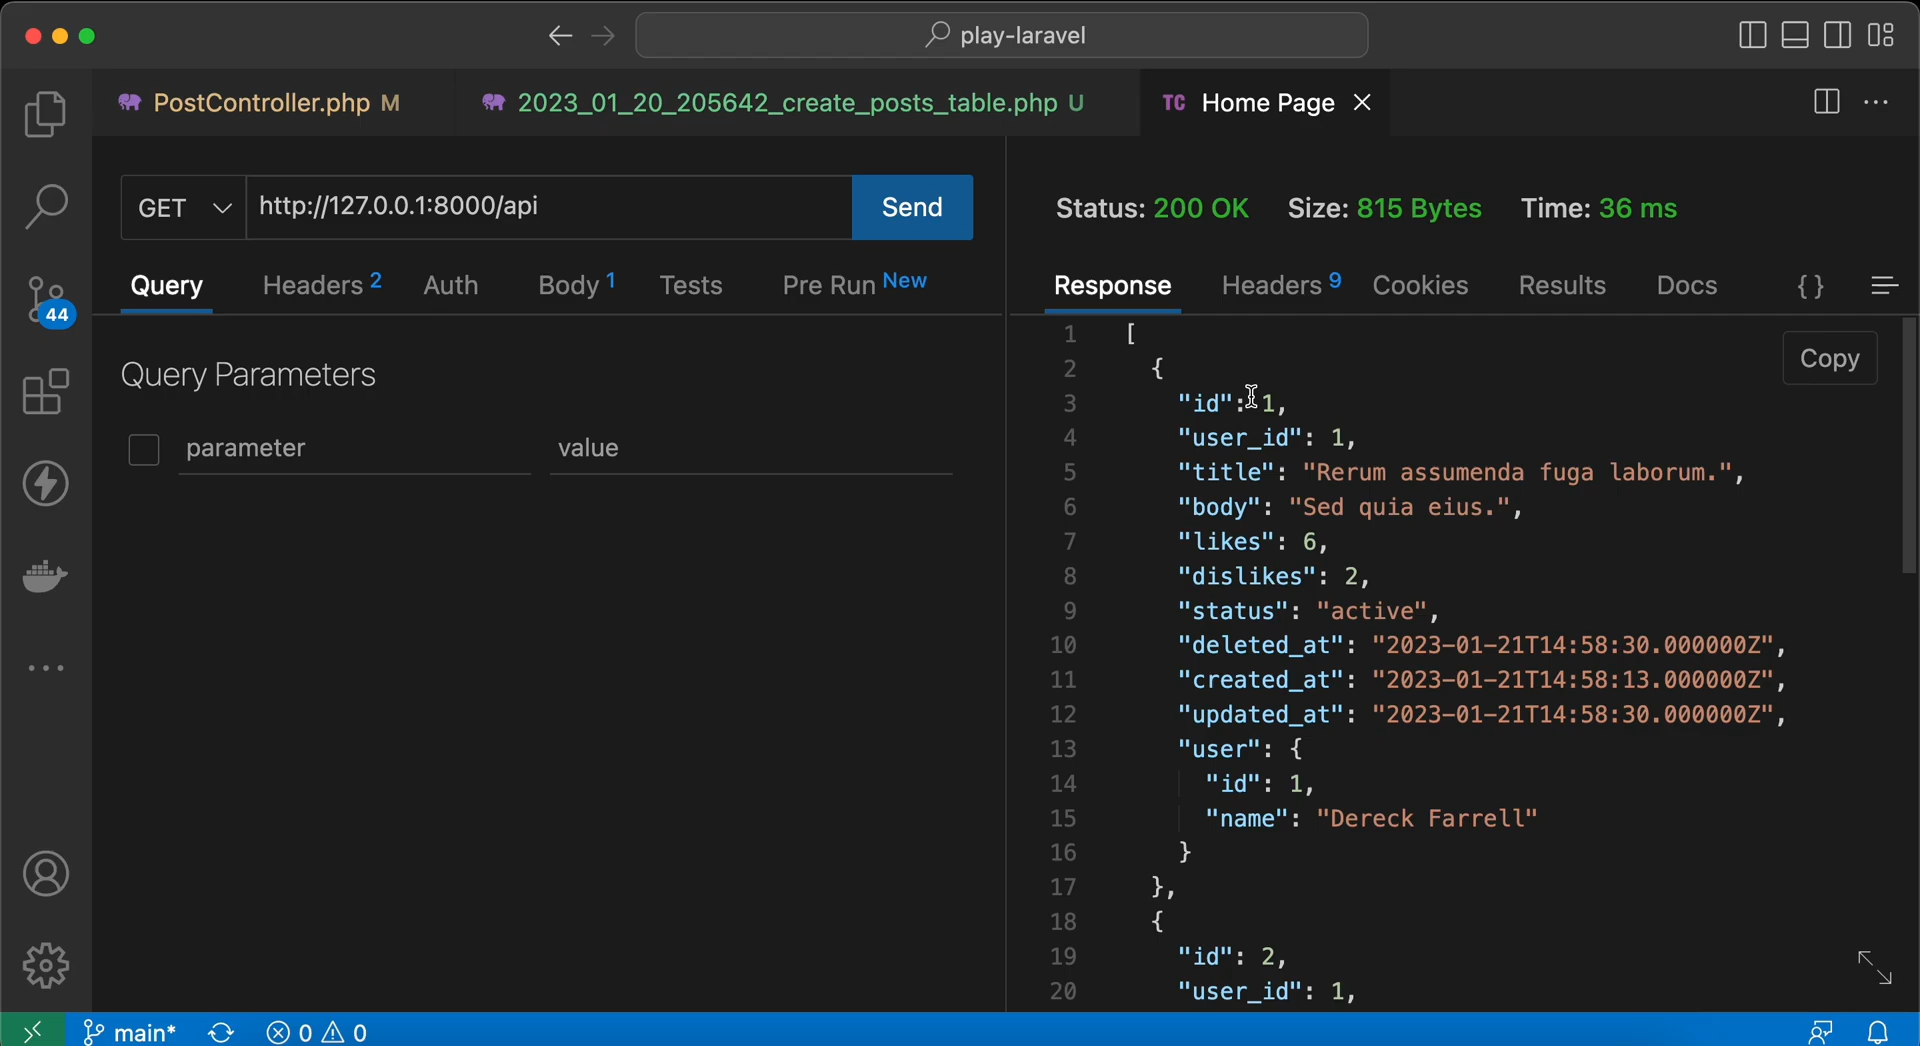 play-laravel
PostController.php M
2023_01_20_205642_create_posts_table.php U
TC Home Page
GET http://127.0.0.1:8000/api Send
Status: 200 OK Size: 815 Bytes Time: 36 ms
Query Headers 2 Auth Body 1 Tests Pre Run New
Response Headers 9 Cookies Results Docs {}
44
Query Parameters
parameter value
Copy
1 [
2 {
3 "id": 1,
4 "user_id": 1,
5 "title": "Rerum assumenda fuga laborum.",
6 "body": "Sed quia eius.",
7 "likes": 6,
8 "dislikes": 2,
9 "status": "active",
10 "deleted_at": "2023-01-21T14:58:30.000000Z",
11 "created_at": "2023-01-21T14:58:13.000000Z",
12 "updated_at": "2023-01-21T14:58:30.000000Z",
13 "user": {
14 "id": 1,
15 "name": "Dereck Farrell"
16 }
17 },
18 {
19 "id": 2,
20 "user_id": 1,
main* 0 0